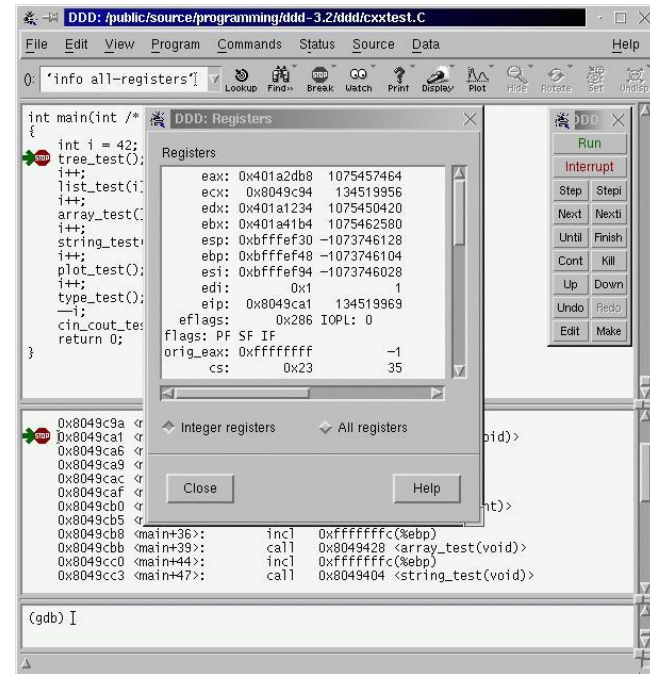 DDD: /public/source/programming/ddd-3.2/ddd/cxxtest.C
File Edit View Program Commands Status Source Data Help
(): 'info all-registers'
Lookup Find» Break Watch Print Display Plot Hide Rotate Set Undisp
int main(int /*
{
int i = 42;
tree_test();
i++;
list_test(i
i++;
array_test(
i++;
string_test
i++;
plot_test();
i++;
type_test();
--i;
cin_cout_tes
return 0;
}
DDD: Registers
Registers
eax: 0x401a2db8 1075457464
ecx: 0x8049c94 134519956
edx: 0x401a1234 1075450420
ebx: 0x401a41b4 1075462580
esp: 0xbfffef30 -1073746128
ebp: 0xbfffef48 -1073746104
esi: 0xbfffef94 -1073746028
edi: 0x1 1
eip: 0x8049ca1 134519969
eflags: 0x286 IOPL: 0
flags: PF SF IF
orig_eax: 0xffffffff -1
cs: 0x23 35
Integer registers All registers
Close Help
DDD
Run
Interrupt
Step Stepi
Next Nexti
Until Finish
Cont Kill
Up Down
Undo Redo
Edit Make
0x8049c9a <m
0x8049ca1 <m oid)>
0x8049ca6 <m
0x8049ca9 <m
0x8049cac <m
0x8049caf <m
0x8049cb0 <m nt)>
0x8049cb5 <m
0x8049cb8 <main+36>: incl 0xfffffffc(%ebp)
0x8049cbb <main+39>: call 0x8049428 <array_test(void)>
0x8049cc0 <main+44>: incl 0xfffffffc(%ebp)
0x8049cc3 <main+47>: call 0x8049404 <string_test(void)>
(gdb)